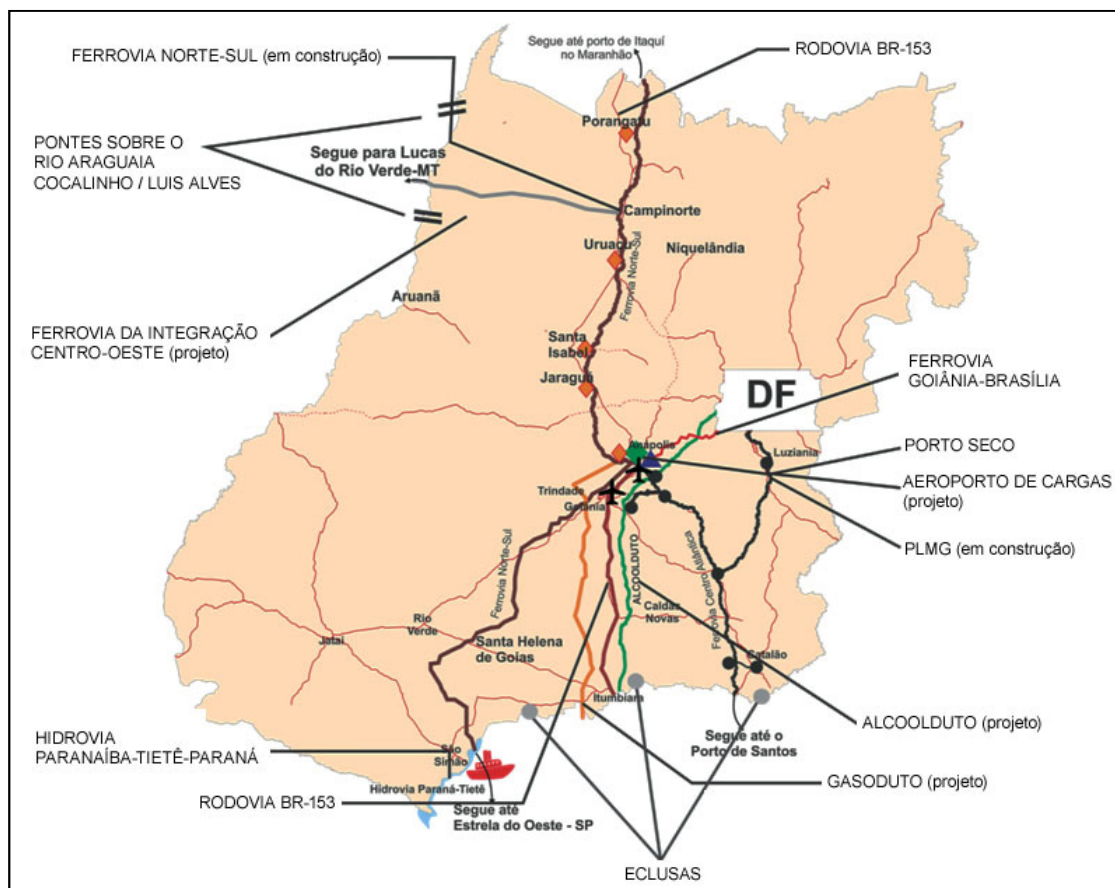 Segue até porto de Itaquí
no Maranhão
RODOVIA BR-153
FERROVIA NORTE-SUL (em construção)
Porangatu
PONTES SOBRE O
RIO ARAGUAIA
COCALINHO / LUIS ALVES
Segue para Lucas
do Rio Verde-MT
Campinorte
Uruaçu
Niquelândia
Ferrovia Norte-Sul
Aruanã
FERROVIA DA INTEGRAÇÃO
CENTRO-OESTE (projeto)
Santa
Isabel
Jaraguá
FERROVIA
GOIÂNIA-BRASÍLIA
DF
Anápolis
Luziania
PORTO SECO
AEROPORTO DE CARGAS
(projeto)
Trindade
Goiânia
PLMG (em construção)
Ferrovia Norte-Sul
ALCOOLDUTO
Ferrovia Centro Atlântica
Rio
Verde
Caldas
Novas
Jatai
Santa Helena
de Goias
Catalão
Itumbiara
ALCOOLDUTO (projeto)
Segue até o
Porto de Santos
HIDROVIA
PARANAÍBA-TIETÊ-PARANÁ
São
Simão
GASODUTO (projeto)
Hidrovia Paraná-Tietê
RODOVIA BR-153
Segue até
Estrela do Oeste - SP
ECLUSAS